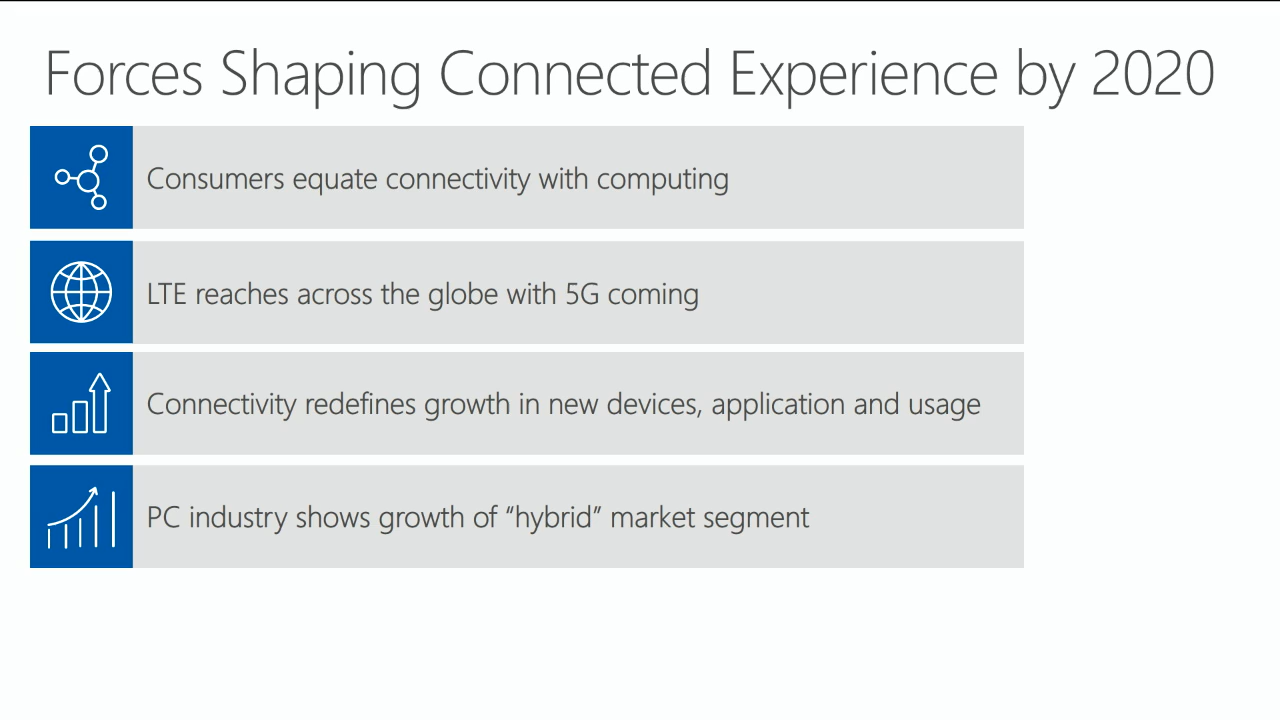 Forces Shaping Connected Experience by 2020
Consumers equate connectivity with computing
LTE reaches across the globe with 5G coming
Connectivity redefines growth in new devices, application and usage
PC industry shows growth of “hybrid” market segment